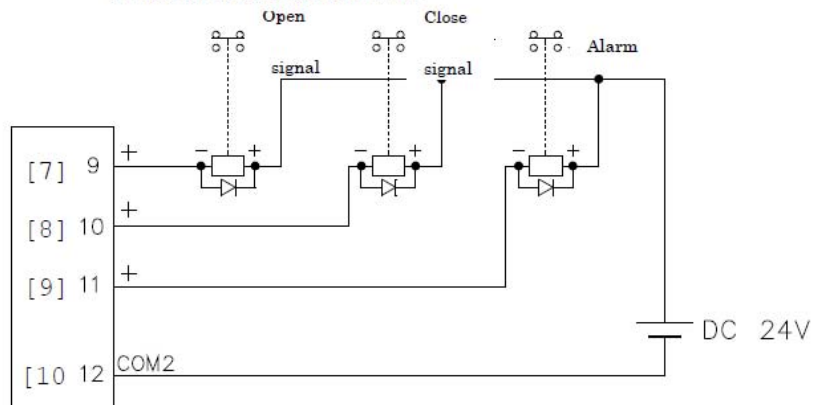 Open
Close
Alarm
signal
signal
- +
- +
- +
[7] 9 +
[8] 10 +
[9] 11 +
DC 24V
[10 12 COM2